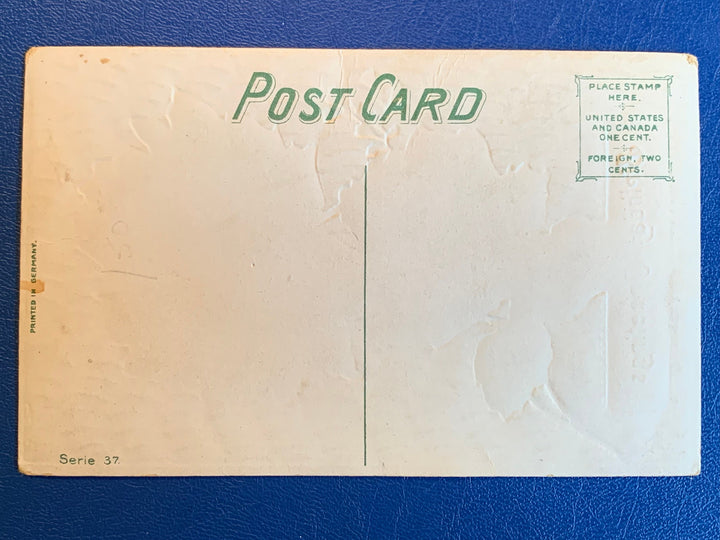 POST CARD
PLACE STAMP
HERE.
UNITED STATES
AND CANADA
ONE CENT.
FOREIGN, TWO
CENTS.
PRINTED IN GERMANY.
Serie 37.